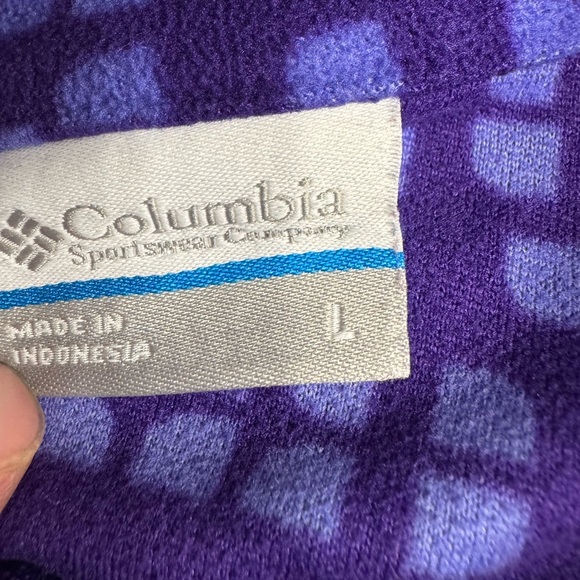 Columbia
Sportswear Company
MADE IN
INDONESIA
L